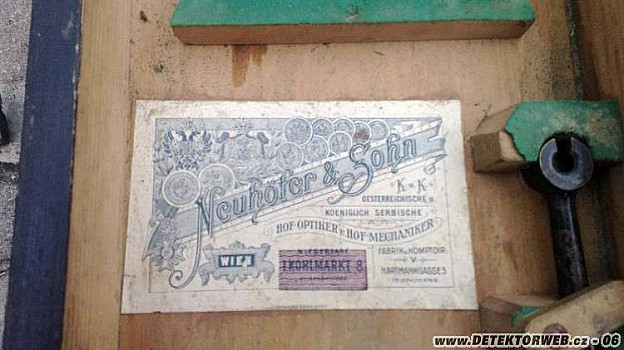 Neuhöfer & Sohn
K. K.
OESTERREICHISCHE u.
KOENIGLICH SERBISCHE
HOF-OPTIKER u. HOF-MECHANIKER
WIEN
NIEDERLAGE
I. KOHLMARKT 8
FABRIK u. COMPTOIR
V
HARTMANNGASSE 5
WWW.DETEKTORWEB.cz - 06